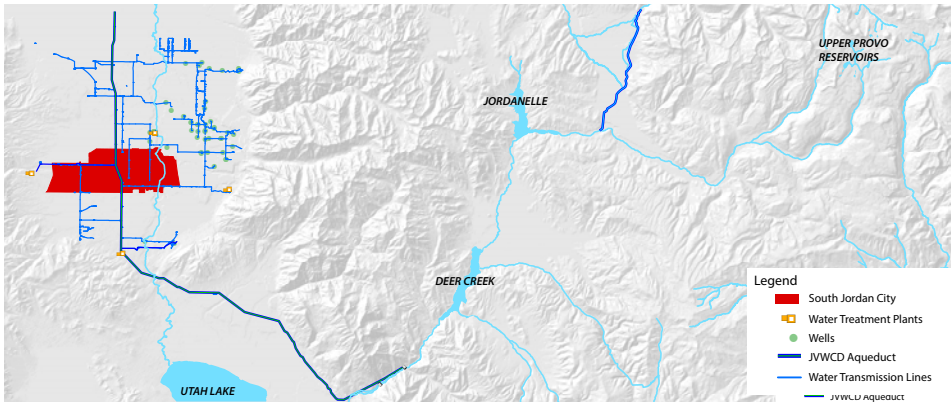 UPPER PROVO
RESERVOIRS
JORDANELLE
DEER CREEK
UTAH LAKE
Legend
South Jordan City
Water Treatment Plants
Wells
JVWCD Aqueduct
Water Transmission Lines
JVWCD Aqueduct